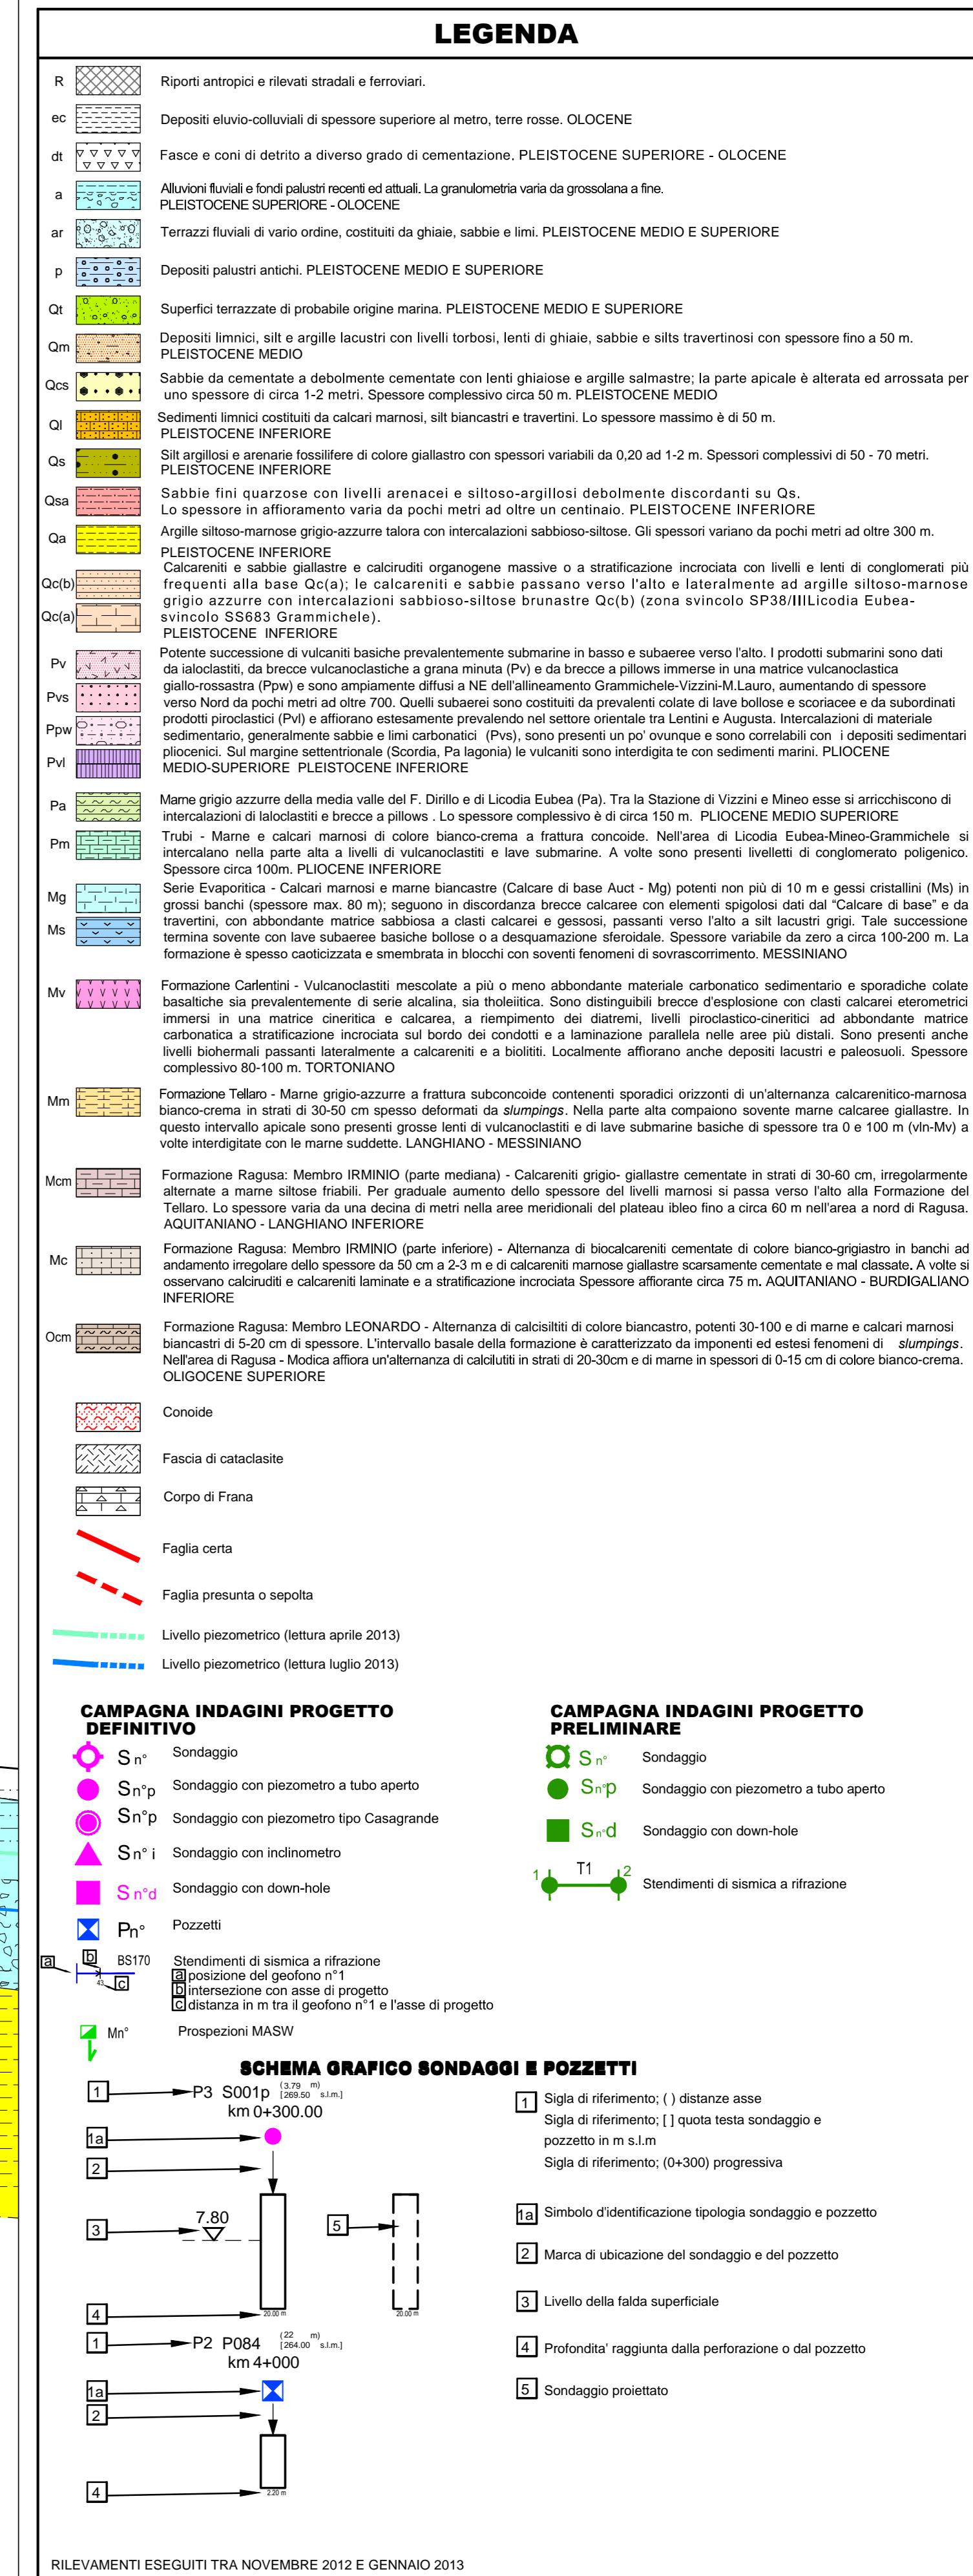 LEGENDA
R Riporti antropici e rilevati stradali e ferroviari.
ec Depositi eluvio-colluviali di spessore superiore al metro, terre rosse. OLOCENE
dt Fasce e coni di detrito a diverso grado di cementazione. PLEISTOCENE SUPERIORE - OLOCENE
a Alluvioni fluviali e fondi palustri recenti ed attuali. La granulometria varia da grossolana a fine.
PLEISTOCENE SUPERIORE - OLOCENE
ar Terrazzi fluviali di vario ordine, costituiti da ghiaie, sabbie e limi. PLEISTOCENE MEDIO E SUPERIORE
p Depositi palustri antichi. PLEISTOCENE MEDIO E SUPERIORE
Qt Superfici terrazzate di probabile origine marina. PLEISTOCENE MEDIO E SUPERIORE
Qm Depositi limnici, silt e argille lacustri con livelli torbosi, lenti di ghiaie, sabbie e silts travertinosi con spessore fino a 50 m.
PLEISTOCENE MEDIO
Qcs Sabbie da cementate a debolmente cementate con lenti ghiaiose e argille salmastre; la parte apicale è alterata ed arrossata per
uno spessore di circa 1-2 metri. Spessore complessivo circa 50 m. PLEISTOCENE MEDIO
Ql Sedimenti limnici costituiti da calcari marnosi, silt biancastri e travertini. Lo spessore massimo è di 50 m.
PLEISTOCENE INFERIORE
Qs Silt argillosi e arenarie fossilifere di colore giallastro con spessori variabili da 0,20 ad 1-2 m. Spessori complessivi di 50 - 70 metri.
PLEISTOCENE INFERIORE
Qsa Sabbie fini quarzose con livelli arenacei e siltoso-argillosi debolmente discordanti su Qs.
Lo spessore in affioramento varia da pochi metri ad oltre un centinaio. PLEISTOCENE INFERIORE
Qa Argille siltoso-marnose grigio-azzurre talora con intercalazioni sabbioso-siltose. Gli spessori variano da pochi metri ad oltre 300 m.
PLEISTOCENE INFERIORE
Calcareniti e sabbie giallastre e calciruditi organogene massive o a stratificazione incrociata con livelli e lenti di conglomerati più
Qc(b) frequenti alla base Qc(a); le calcareniti e sabbie passano verso l'alto e lateralmente ad argille siltoso-marnose
grigio azzurre con intercalazioni sabbioso-siltose brunastre Qc(b) (zona svincolo SP38/IIILicodia Eubea-
Qc(a) svincolo SS683 Grammichele).
PLEISTOCENE INFERIORE
Pv Potente successione di vulcaniti basiche prevalentemente submarine in basso e subaeree verso l'alto. I prodotti submarini sono dati
da ialoclastiti, da brecce vulcanoclastiche a grana minuta (Pv) e da brecce a pillows immerse in una matrice vulcanoclastica
Pvs giallo-rossastra (Ppw) e sono ampiamente diffusi a NE dell'allineamento Grammichele-Vizzini-M.Lauro, aumentando di spessore
verso Nord da pochi metri ad oltre 700. Quelli subaerei sono costituiti da prevalenti colate di lave bollose e scoriacee e da subordinati
prodotti piroclastici (Pvl) e affiorano estesamente prevalendo nel settore orientale tra Lentini e Augusta. Intercalazioni di materiale
Ppw sedimentario, generalmente sabbie e limi carbonatici (Pvs), sono presenti un po' ovunque e sono correlabili con i depositi sedimentari
pliocenici. Sul margine settentrionale (Scordia, Pa lagonia) le vulcaniti sono interdigita te con sedimenti marini. PLIOCENE
Pvl MEDIO-SUPERIORE PLEISTOCENE INFERIORE
Pa Marne grigio azzurre della media valle del F. Dirillo e di Licodia Eubea (Pa). Tra la Stazione di Vizzini e Mineo esse si arricchiscono di
intercalazioni di Ialoclastiti e brecce a pillows . Lo spessore complessivo è di circa 150 m. PLIOCENE MEDIO SUPERIORE
Pm Trubi - Marne e calcari marnosi di colore bianco-crema a frattura concoide. Nell'area di Licodia Eubea-Mineo-Grammichele si
intercalano nella parte alta a livelli di vulcanoclastiti e lave submarine. A volte sono presenti livelletti di conglomerato poligenico.
Spessore circa 100m. PLIOCENE INFERIORE
Mg Serie Evaporitica - Calcari marnosi e marne biancastre (Calcare di base Auct - Mg) potenti non più di 10 m e gessi cristallini (Ms) in
grossi banchi (spessore max. 80 m); seguono in discordanza brecce calcaree con elementi spigolosi dati dal “Calcare di base” e da
Ms travertini, con abbondante matrice sabbiosa a clasti calcarei e gessosi, passanti verso l'alto a silt lacustri grigi. Tale successione
termina sovente con lave subaeree basiche bollose o a desquamazione sferoidale. Spessore variabile da zero a circa 100-200 m. La
formazione è spesso caoticizzata e smembrata in blocchi con soventi fenomeni di sovrascorrimento. MESSINIANO
Mv Formazione Carlentini - Vulcanoclastiti mescolate a più o meno abbondante materiale carbonatico sedimentario e sporadiche colate
basaltiche sia prevalentemente di serie alcalina, sia tholeiitica. Sono distinguibili brecce d'esplosione con clasti calcarei eterometrici
immersi in una matrice cineritica e calcarea, a riempimento dei diatremi, livelli piroclastico-cineritici ad abbondante matrice
carbonatica a stratificazione incrociata sul bordo dei condotti e a laminazione parallela nelle aree più distali. Sono presenti anche
livelli biohermali passanti lateralmente a calcareniti e a biolititi. Localmente affiorano anche depositi lacustri e paleosuoli. Spessore
complessivo 80-100 m. TORTONIANO
Mm Formazione Tellaro - Marne grigio-azzurre a frattura subconcoide contenenti sporadici orizzonti di un'alternanza calcarenitico-marnosa
bianco-crema in strati di 30-50 cm spesso deformati da slumpings. Nella parte alta compaiono sovente marne calcaree giallastre. In
questo intervallo apicale sono presenti grosse lenti di vulcanoclastiti e di lave submarine basiche di spessore tra 0 e 100 m (vln-Mv) a
volte interdigitate con le marne suddette. LANGHIANO - MESSINIANO
Mcm Formazione Ragusa: Membro IRMINIO (parte mediana) - Calcareniti grigio- giallastre cementate in strati di 30-60 cm, irregolarmente
alternate a marne siltose friabili. Per graduale aumento dello spessore del livelli marnosi si passa verso l'alto alla Formazione del
Tellaro. Lo spessore varia da una decina di metri nella aree meridionali del plateau ibleo fino a circa 60 m nell'area a nord di Ragusa.
AQUITANIANO - LANGHIANO INFERIORE
Mc Formazione Ragusa: Membro IRMINIO (parte inferiore) - Alternanza di biocalcareniti cementate di colore bianco-grigiastro in banchi ad
andamento irregolare dello spessore da 50 cm a 2-3 m e di calcareniti marnose giallastre scarsamente cementate e mal classate. A volte si
osservano calciruditi e calcareniti laminate e a stratificazione incrociata Spessore affiorante circa 75 m. AQUITANIANO - BURDIGALIANO
INFERIORE
Ocm Formazione Ragusa: Membro LEONARDO - Alternanza di calcisiltiti di colore biancastro, potenti 30-100 e di marne e calcari marnosi
biancastri di 5-20 cm di spessore. L'intervallo basale della formazione è caratterizzato da imponenti ed estesi fenomeni di slumpings.
Nell'area di Ragusa - Modica affiora un'alternanza di calcilutiti in strati di 20-30cm e di marne in spessori di 0-15 cm di colore bianco-crema.
OLIGOCENE SUPERIORE
Conoide
Fascia di cataclasite
Corpo di Frana
Faglia certa
Faglia presunta o sepolta
Livello piezometrico (lettura aprile 2013)
Livello piezometrico (lettura luglio 2013)
CAMPAGNA INDAGINI PROGETTO
DEFINITIVO
Sn° Sondaggio
Sn°p Sondaggio con piezometro a tubo aperto
Sn°p Sondaggio con piezometro tipo Casagrande
Sn° i Sondaggio con inclinometro
Sn°d Sondaggio con down-hole
Pn° Pozzetti
a b c 43 BS170 Stendimenti di sismica a rifrazione
a posizione del geofono n°1
b intersezione con asse di progetto
c distanza in m tra il geofono n°1 e l'asse di progetto
Mn° Prospezioni MASW
CAMPAGNA INDAGINI PROGETTO
PRELIMINARE
Sn° Sondaggio
Sn°p Sondaggio con piezometro a tubo aperto
Sn°d Sondaggio con down-hole
1 T1 2 Stendimenti di sismica a rifrazione
SCHEMA GRAFICO SONDAGGI E POZZETTI
1 P3 S001p (3.79 m)
[269.50 s.l.m.]
km 0+300.00
1a
2
3 7.80
5
4 20.00 m 20.00 m
1 P2 P084 (22 m)
[264.00 s.l.m.]
km 4+000
1a
2
4 2.20 m
1 Sigla di riferimento; ( ) distanze asse
Sigla di riferimento; [ ] quota testa sondaggio e
pozzetto in m s.l.m
Sigla di riferimento; (0+300) progressiva
1a Simbolo d'identificazione tipologia sondaggio e pozzetto
2 Marca di ubicazione del sondaggio e del pozzetto
3 Livello della falda superficiale
4 Profondita' raggiunta dalla perforazione o dal pozzetto
5 Sondaggio proiettato
RILEVAMENTI ESEGUITI TRA NOVEMBRE 2012 E GENNAIO 2013